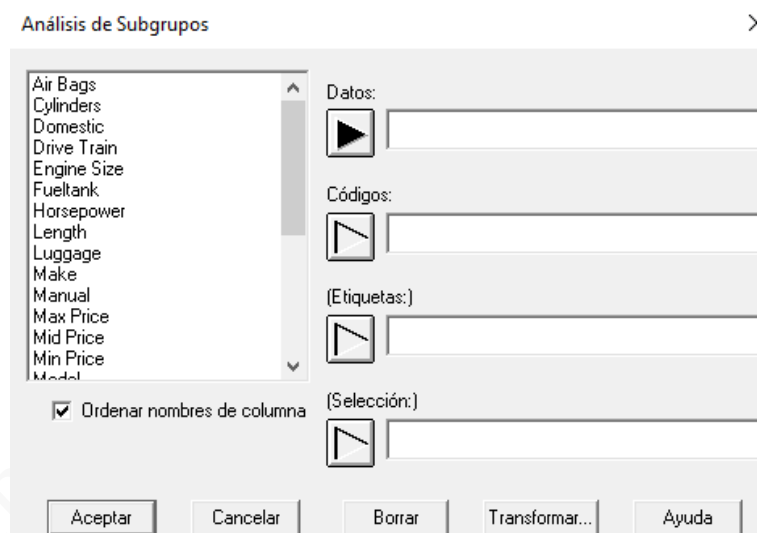 Análisis de Subgrupos
Air Bags
Cylinders
Domestic
Drive Train
Engine Size
Fueltank
Horsepower
Length
Luggage
Make
Manual
Max Price
Mid Price
Min Price
Model
Ordenar nombres de columna
Datos:
Códigos:
(Etiquetas:)
(Selección:)
Aceptar
Cancelar
Borrar
Transformar...
Ayuda